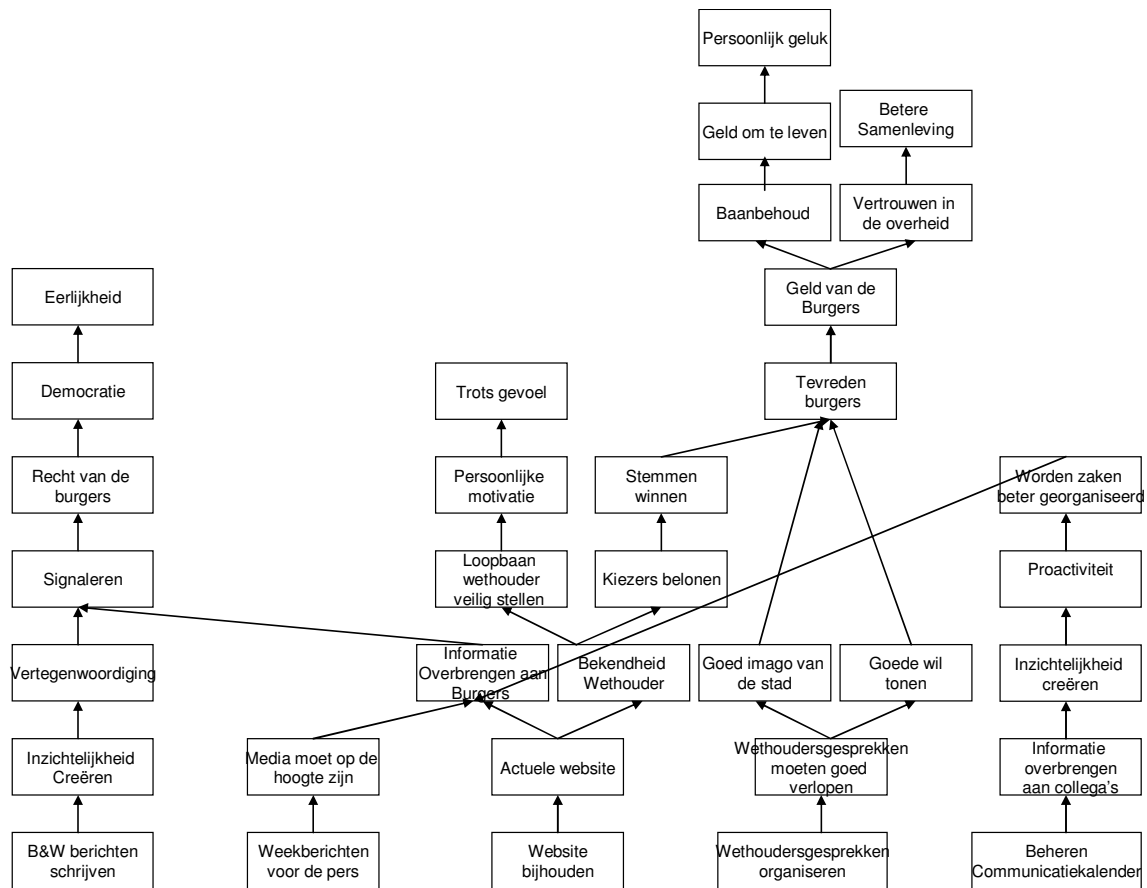 Persoonlijk geluk
Geld om te leven
Betere
Samenleving
Baanbehoud
Vertrouwen in
de overheid
Eerlijkheid
Geld van de
Burgers
Democratie
Trots gevoel
Tevreden
burgers
Recht van de
burgers
Persoonlijke
motivatie
Stemmen
winnen
Worden zaken
beter georganiseerd
Signaleren
Loopbaan
wethouder
veilig stellen
Kiezers belonen
Proactiviteit
Vertegenwoordiging
Informatie
Overbrengen aan
Burgers
Bekendheid
Wethouder
Goed imago van
de stad
Goede wil
tonen
Inzichtelijkheid
creëren
Inzichtelijkheid
Creëren
Media moet op de
hoogte zijn
Actuele website
Wethoudersgesprekken
moeten goed
verlopen
Informatie
overbrengen
aan collega's
B&W berichten
schrijven
Weekberichten
voor de pers
Website
bijhouden
Wethoudersgesprekken
organiseren
Beheren
Communicatiekalender